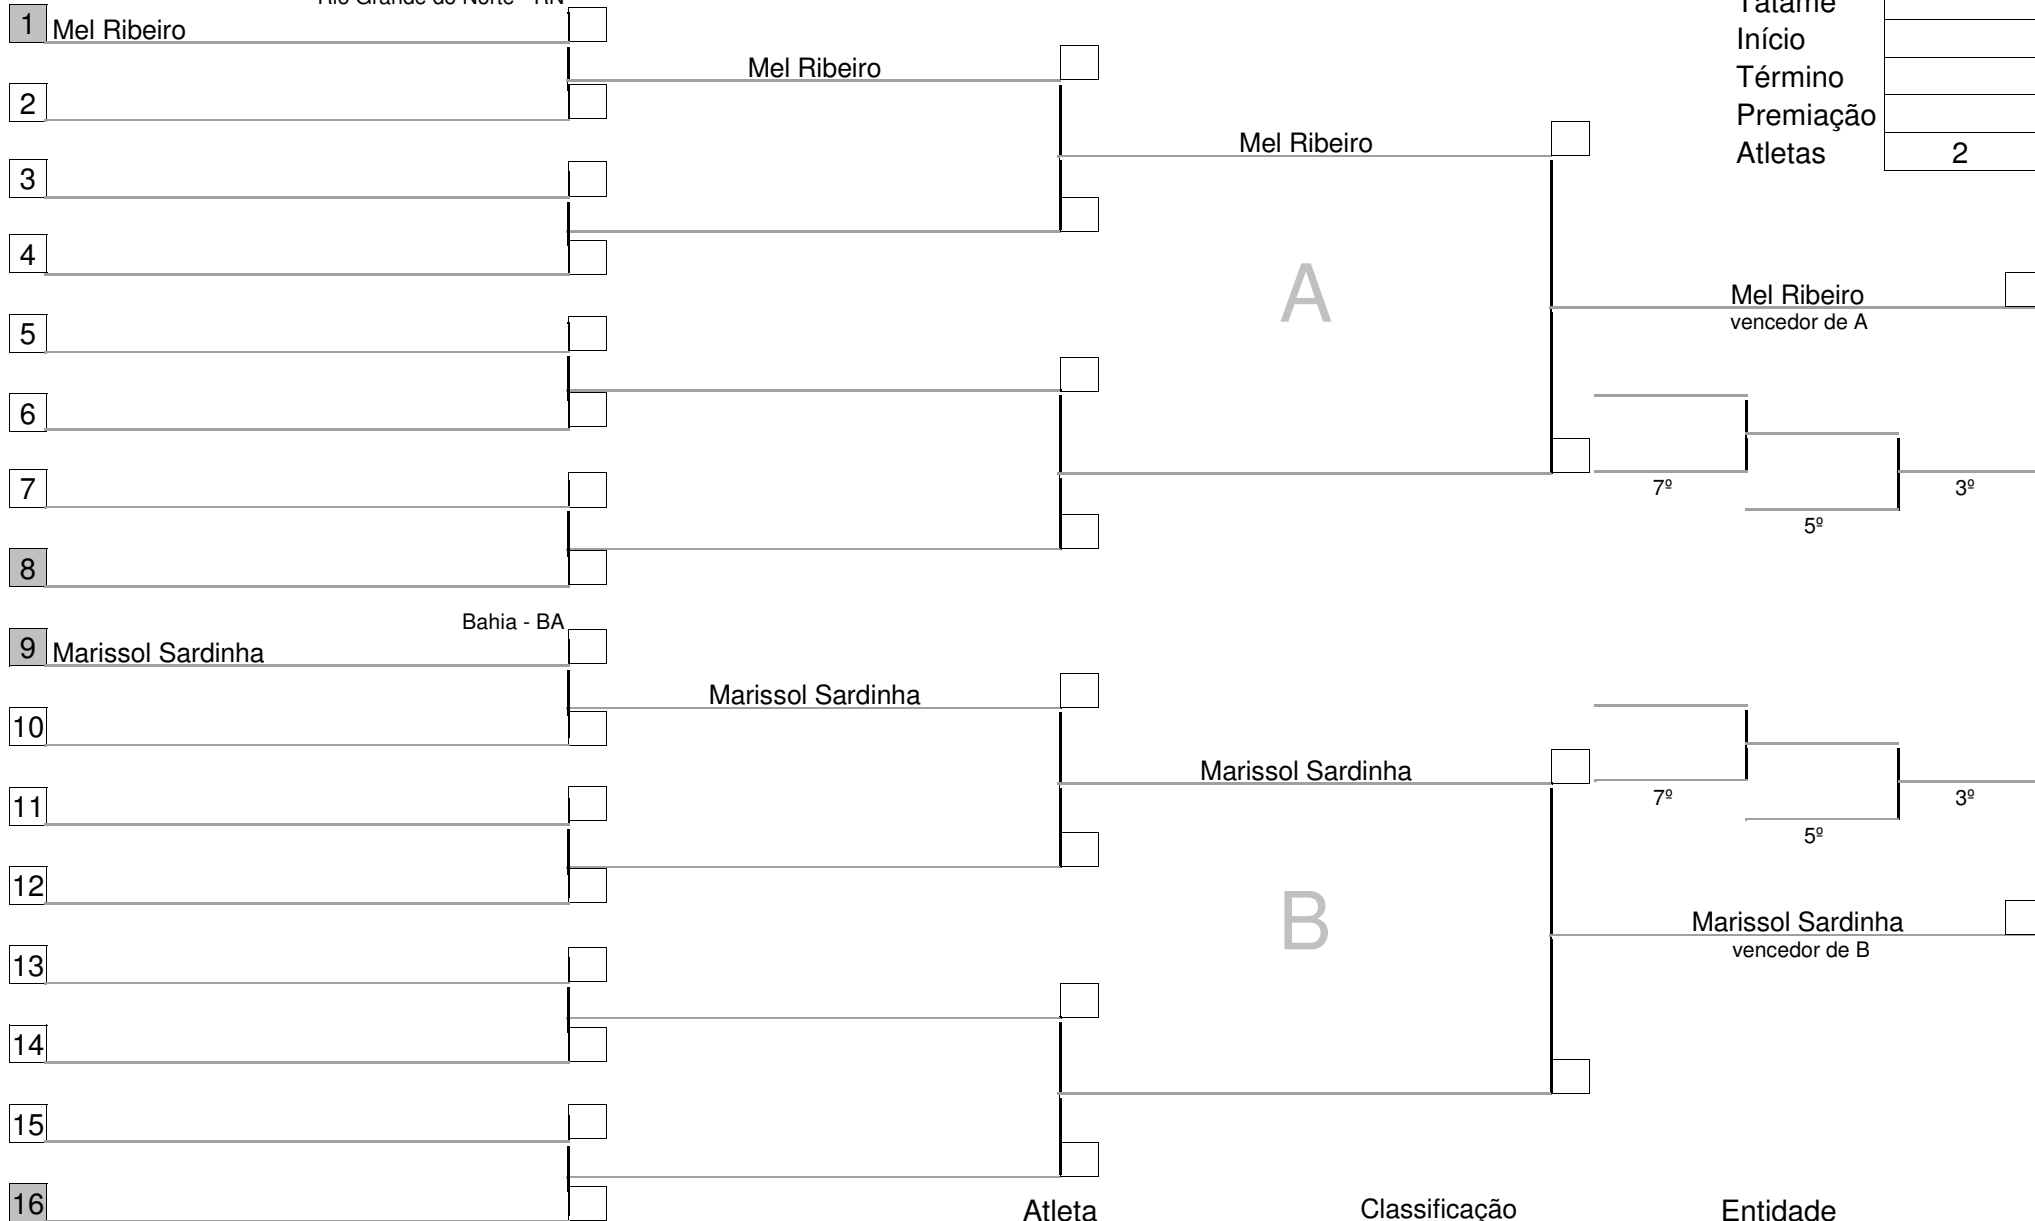 Rio Grande do Norte - RN
1 Mel Ribeiro
Tatame
Início
Mel Ribeiro
Término
2
Premiação
Mel Ribeiro
Atletas 2
3
4
A
Mel Ribeiro
vencedor de A
5
6
7
7º
3º
5º
8
Bahia - BA
9 Marissol Sardinha
Marissol Sardinha
10
Marissol Sardinha
7º
3º
11
5º
12
B
Marissol Sardinha
vencedor de B
13
14
15
16
Atleta Classificação Entidade